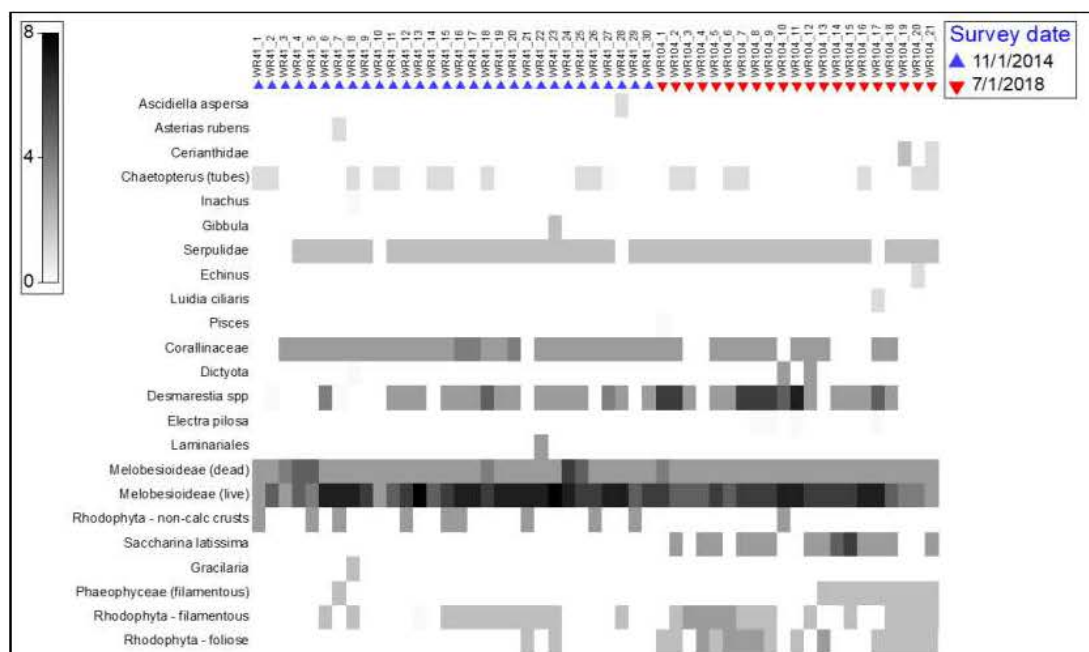 8
4
0
WR41_1
WR41_2
WR41_3
WR41_4
WR41_5
WR41_6
WR41_7
WR41_8
WR41_9
WR41_10
WR41_11
WR41_12
WR41_13
WR41_14
WR41_15
WR41_16
WR41_17
WR41_18
WR41_19
WR41_20
WR41_21
WR41_22
WR41_23
WR41_24
WR41_25
WR41_26
WR41_27
WR41_28
WR41_29
WR41_30
WR104_1
WR104_2
WR104_3
WR104_4
WR104_5
WR104_6
WR104_7
WR104_8
WR104_9
WR104_10
WR104_11
WR104_12
WR104_13
WR104_14
WR104_15
WR104_16
WR104_17
WR104_18
WR104_19
WR104_20
WR104_21
Survey date
11/1/2014
7/1/2018
Ascidiella aspersa
Asterias rubens
Cerianthidae
Chaetopterus (tubes)
Inachus
Gibbula
Serpulidae
Echinus
Luidia ciliaris
Pisces
Corallinaceae
Dictyota
Desmarestia spp
Electra pilosa
Laminariales
Melobesioideae (dead)
Melobesioideae (live)
Rhodophyta - non-calc crusts
Saccharina latissima
Gracilaria
Phaeophyceae (filamentous)
Rhodophyta - filamentous
Rhodophyta - foliose